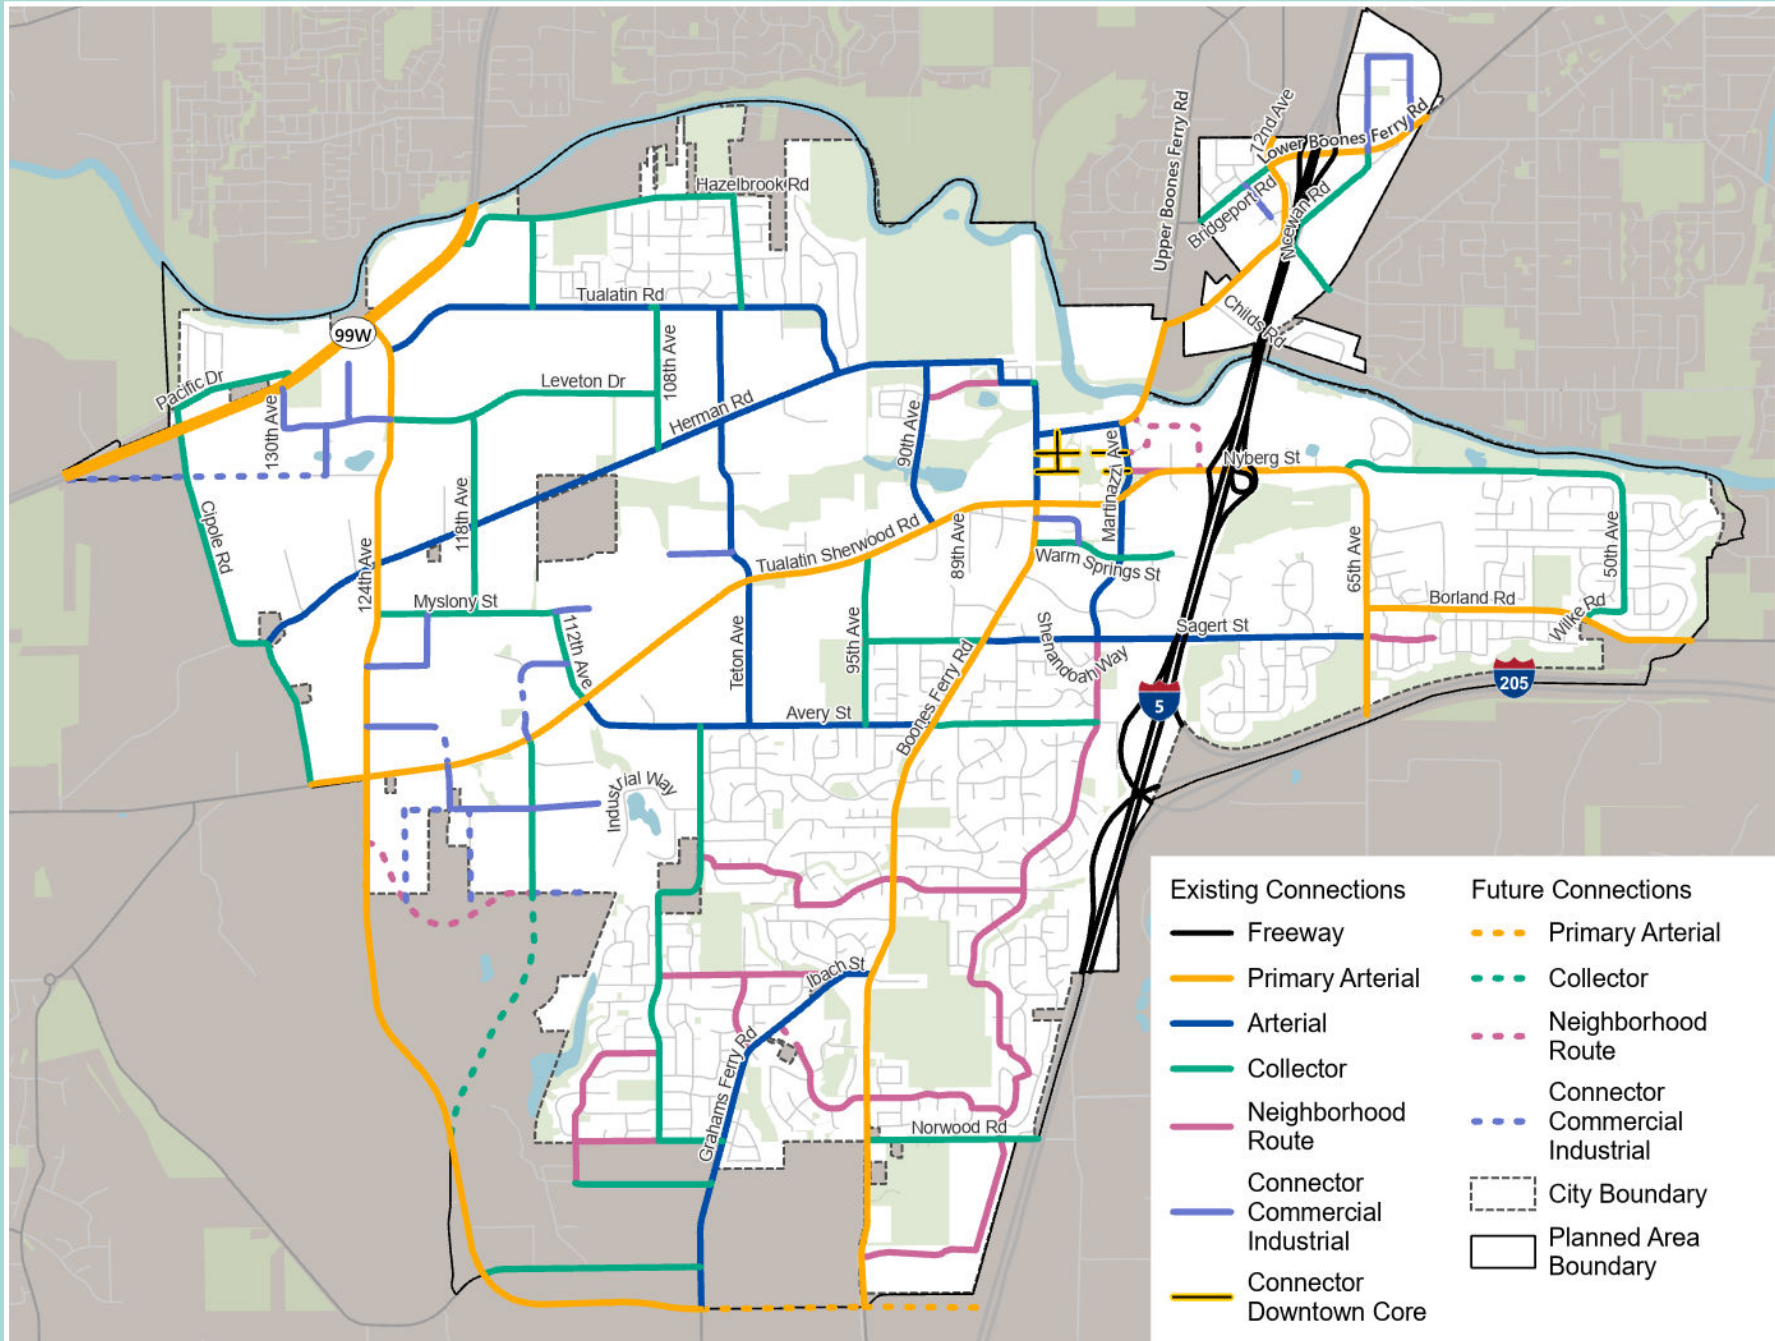 Upper Boones Ferry Rd
72nd Ave
Lower Boones Ferry Rd
Bridgeport Rd
Mcewan Rd
Childs Rd
Hazelbrook Rd
Tualatin Rd
99W
Pacific Dr
130th Ave
Leveton Dr
108th Ave
Herman Rd
90th Ave
Martinazzi Ave
Nyberg St
Cipole Rd
118th Ave
124th Ave
Tualatin Sherwood Rd
89th Ave
Warm Springs St
65th Ave
50th Ave
Borland Rd
Wilke Rd
Myslony St
112th Ave
Teton Ave
95th Ave
Boones Ferry Rd
Shenandoah Way
Sagert St
205
5
Avery St
Industrial Way
Ibach St
Grahams Ferry Rd
Norwood Rd
Existing Connections
Freeway
Primary Arterial
Arterial
Collector
Neighborhood
Route
Connector
Commercial
Industrial
Connector
Downtown Core
Future Connections
Primary Arterial
Collector
Neighborhood
Route
Connector
Commercial
Industrial
City Boundary
Planned Area
Boundary